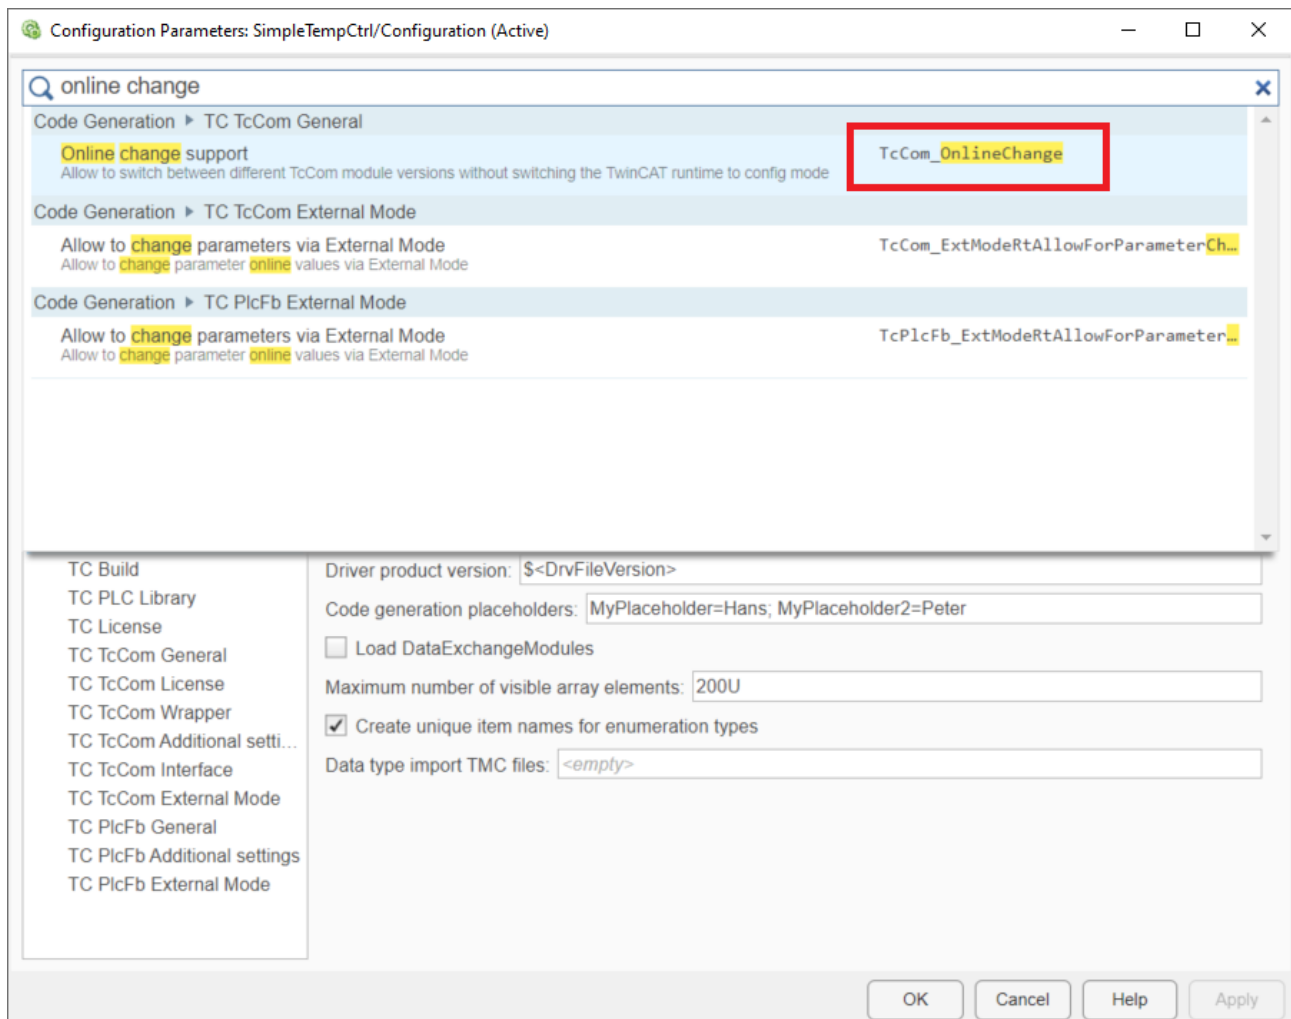 Configuration Parameters: SimpleTempCtrl/Configuration (Active)
online change
Code Generation ▸ TC TcCom General
Online change support TcCom_OnlineChange
Allow to switch between different TcCom module versions without switching the TwinCAT runtime to config mode
Code Generation ▸ TC TcCom External Mode
Allow to change parameters via External Mode TcCom_ExtModeRtAllowForParameterCh…
Allow to change parameter online values via External Mode
Code Generation ▸ TC PlcFb External Mode
Allow to change parameters via External Mode TcPlcFb_ExtModeRtAllowForParameter…
Allow to change parameter online values via External Mode
TC Build
TC PLC Library
TC License
TC TcCom General
TC TcCom License
TC TcCom Wrapper
TC TcCom Additional setti…
TC TcCom Interface
TC TcCom External Mode
TC PlcFb General
TC PlcFb Additional settings
TC PlcFb External Mode
Driver product version: $<DrvFileVersion>
Code generation placeholders: MyPlaceholder=Hans; MyPlaceholder2=Peter
Load DataExchangeModules
Maximum number of visible array elements: 200U
Create unique item names for enumeration types
Data type import TMC files: <empty>
OK Cancel Help Apply